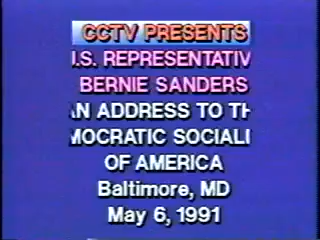 CCTV PRESENTS
.S. REPRESENTATIV
BERNIE SANDERS
N ADDRESS TO TH
MOCRATIC SOCIALI
OF AMERICA
Baltimore, MD
May 6, 1991